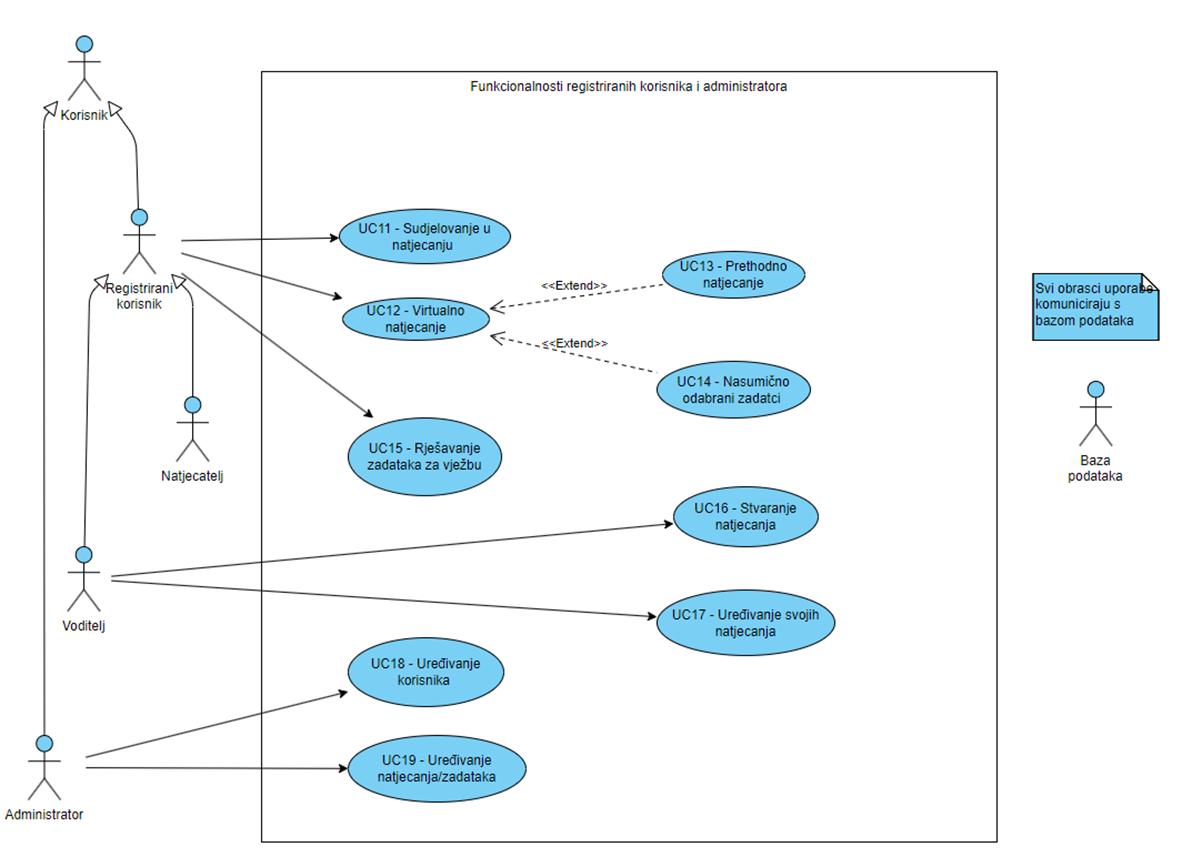 Funkcionalnosti registriranih korisnika i administratora
Korisnik
UC11 - Sudjelovanje u
natjecanju
UC13 - Prethodno
natjecanje
<<Extend>>
Registrirani
korisnik
UC12 - Virtualno
natjecanje
Svi obrasci uporabe
komuniciraju s
bazom podataka
<<Extend>>
UC14 - Nasumično
odabrani zadatci
UC15 - Rješavanje
zadataka za vježbu
Natjecatelj
Baza
podataka
UC16 - Stvaranje
natjecanja
Voditelj
UC17 - Uređivanje svojih
natjecanja
UC18 - Uređivanje
korisnika
UC19 - Uređivanje
natjecanja/zadataka
Administrator